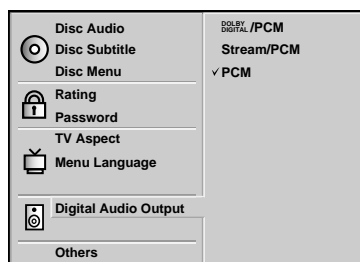 Disc Audio
Disc Subtitle
Disc Menu
Rating
Password
TV Aspect
Menu Language
Digital Audio Output
Others
DOLBY DIGITAL /PCM
Stream/PCM
✓ PCM